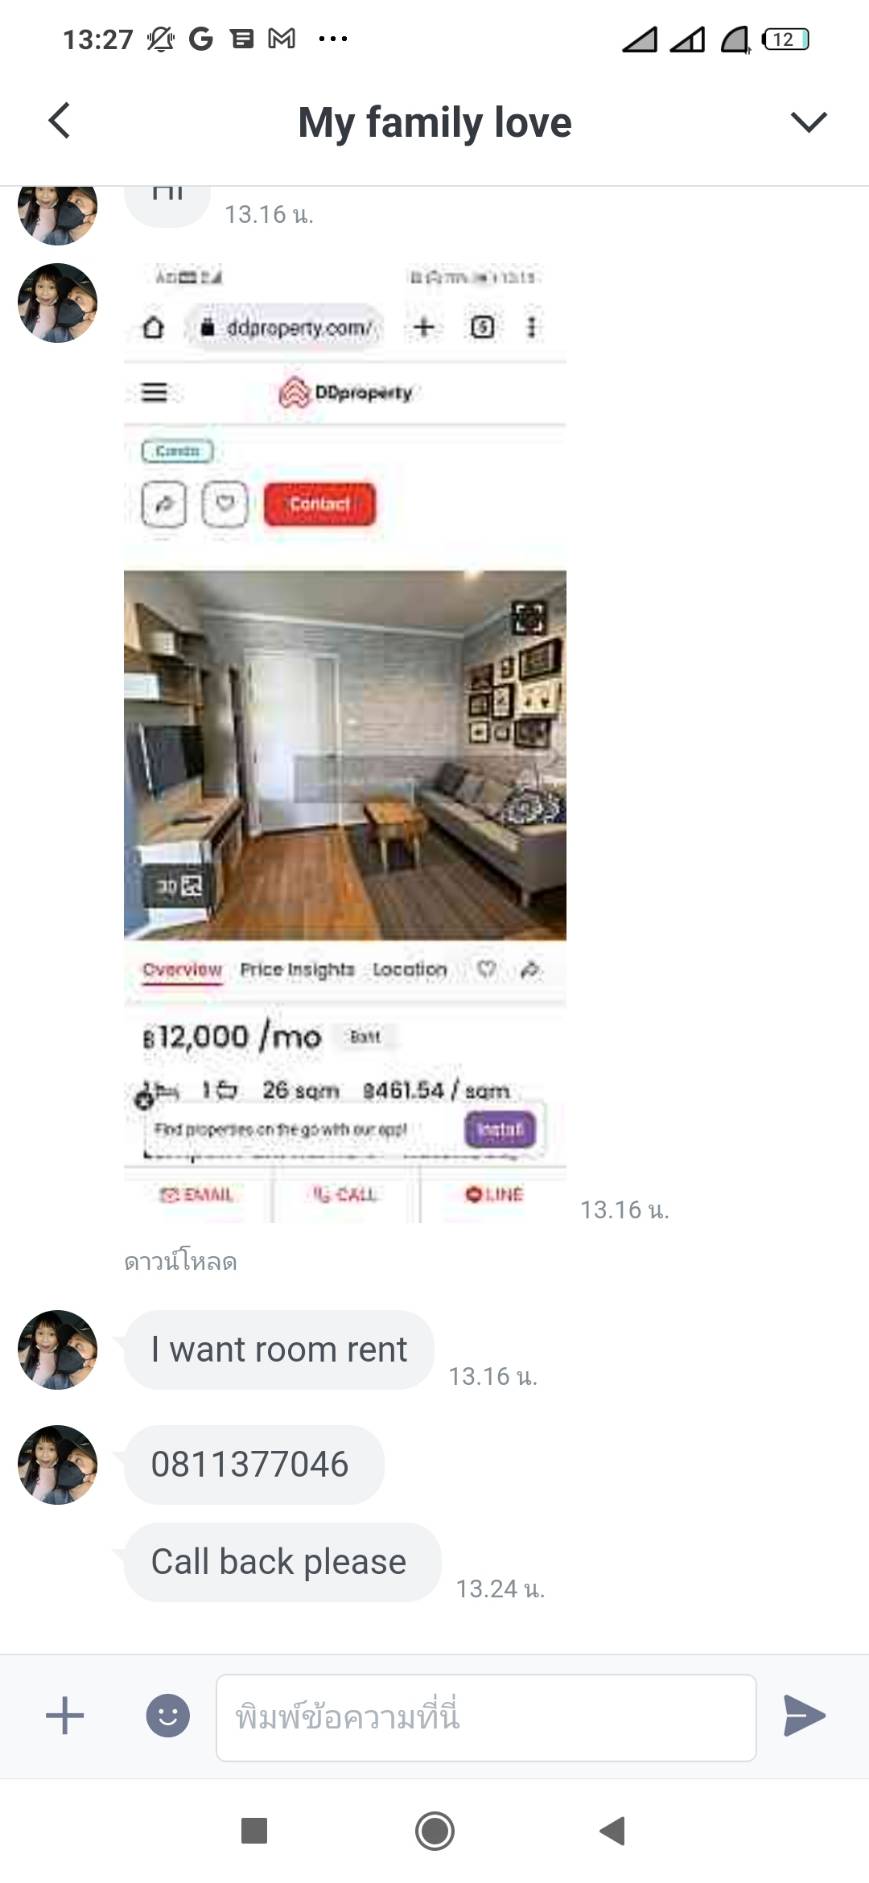 13:27
12
My family love
Hi
13.16 น.
13:15
ddproperty.com/
5
DDproperty
Condo
Contact
30
Overview Price Insights Location
฿12,000 /mo
1 26 sqm ฿461.54 / sqm
Find properties on the go with our app!
Install
EMAIL
CALL
LINE
13.16 น.
ดาวน์โหลด
I want room rent
13.16 น.
0811377046
Call back please
13.24 น.
พิมพ์ข้อความที่นี่